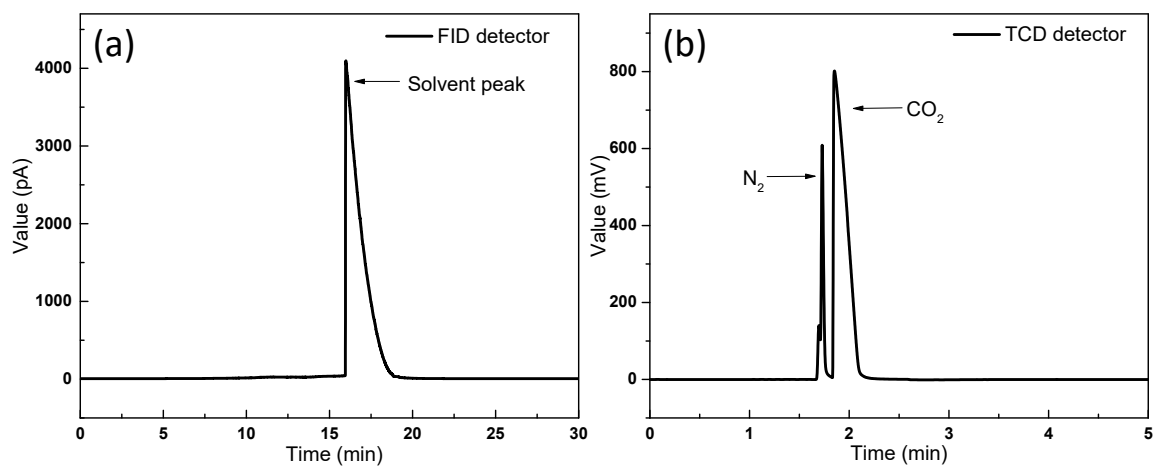 (a)
FID detector
Solvent peak
Value (pA)
4000
3000
2000
1000
0
0 5 10 15 20 25 30
Time (min)
(b)
TCD detector
CO₂
N₂
Value (mV)
800
600
400
200
0
0 1 2 3 4 5
Time (min)